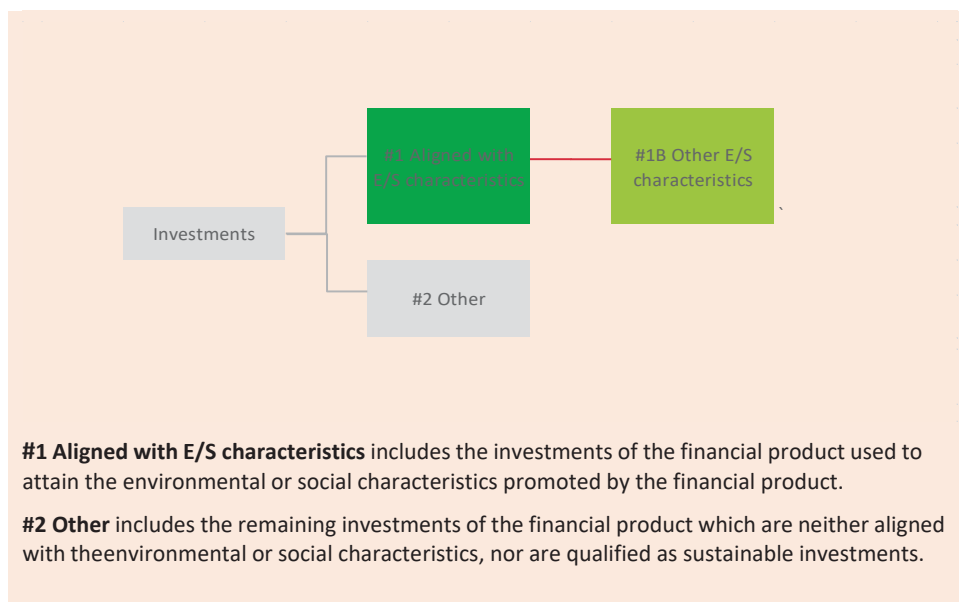 #1 Aligned with
E/S characteristics
#1B Other E/S
characteristics
`
Investments
#2 Other
#1 Aligned with E/S characteristics includes the investments of the financial product used to
attain the environmental or social characteristics promoted by the financial product.
#2 Other includes the remaining investments of the financial product which are neither aligned
with theenvironmental or social characteristics, nor are qualified as sustainable investments.